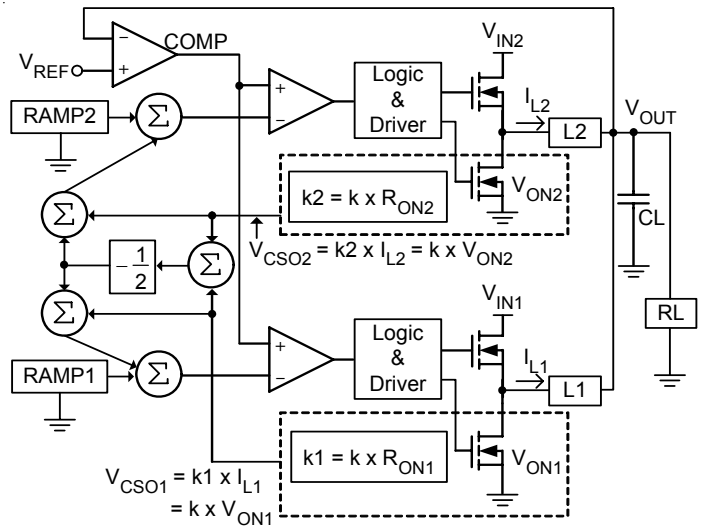 COMP
V_REF
−
+
V_IN2
Logic
&
Driver
+
−
I_L2
V_OUT
RAMP2
Σ
L2
k2 = k x R_ON2
V_ON2
CL
Σ
V_CSO2 = k2 x I_L2 = k x V_ON2
− 1/2
Σ
V_IN1
Σ
RL
Logic
&
Driver
+
−
I_L1
RAMP1
Σ
L1
k1 = k x R_ON1
V_ON1
V_CSO1 = k1 x I_L1
= k x V_ON1